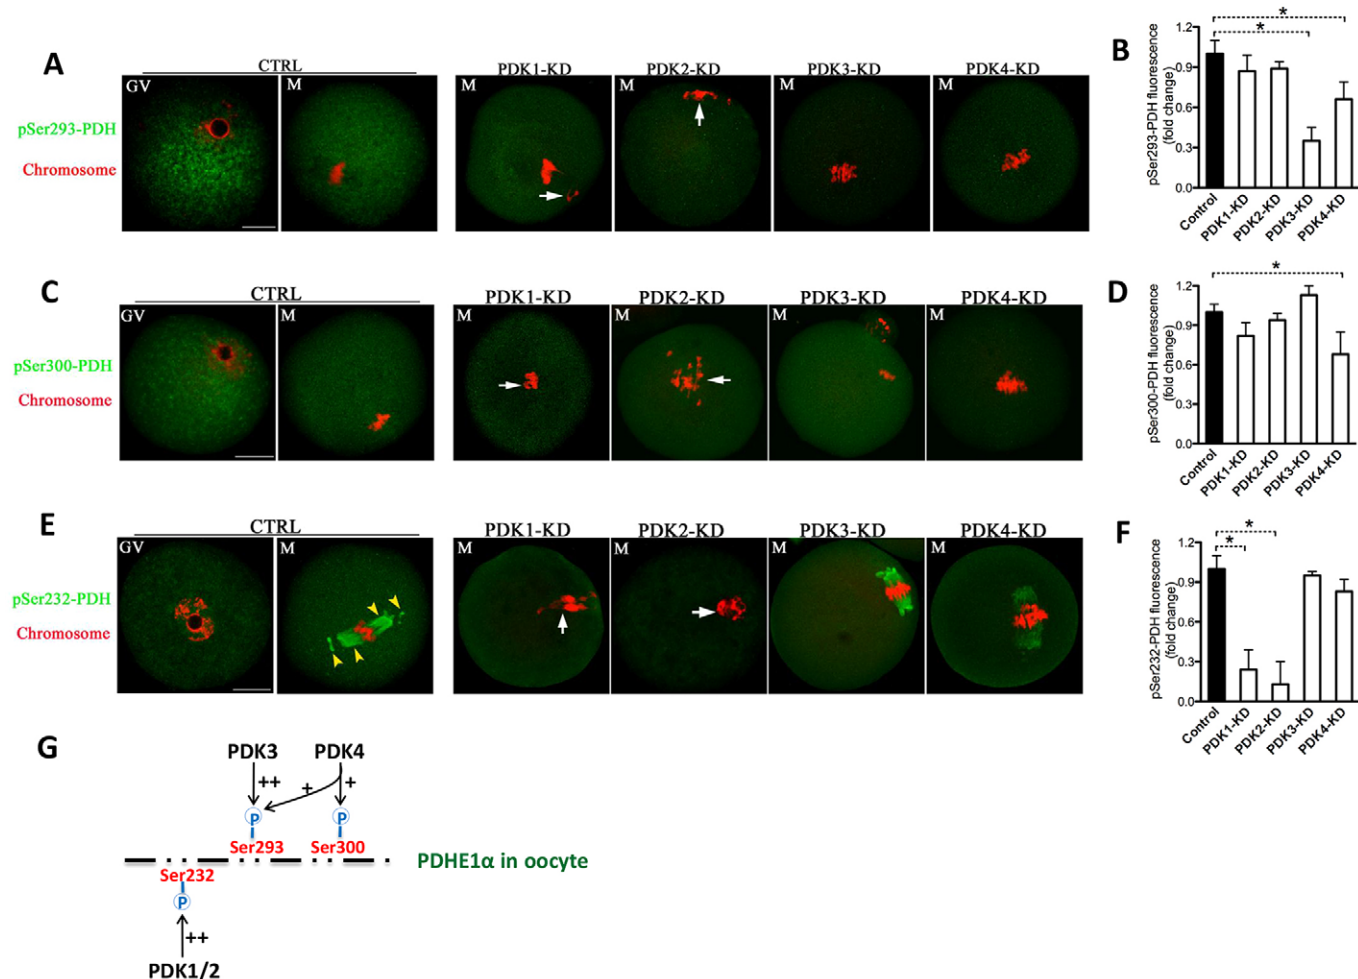 A
CTRL
PDK1-KD PDK2-KD PDK3-KD PDK4-KD
GV M M M M M
pSer293-PDH
Chromosome
B
pSer293-PDH fluorescence
(fold change)
* *
1.2
0.9
0.6
0.3
0.0
Control PDK1-KD PDK2-KD PDK3-KD PDK4-KD
C
CTRL
PDK1-KD PDK2-KD PDK3-KD PDK4-KD
GV M M M M M
pSer300-PDH
Chromosome
D
pSer300-PDH fluorescence
(fold change)
*
1.2
0.9
0.6
0.3
0.0
Control PDK1-KD PDK2-KD PDK3-KD PDK4-KD
E
CTRL
PDK1-KD PDK2-KD PDK3-KD PDK4-KD
GV M M M M M
pSer232-PDH
Chromosome
F
pSer232-PDH fluorescence
(fold change)
* *
1.2
0.9
0.6
0.3
0.0
Control PDK1-KD PDK2-KD PDK3-KD PDK4-KD
G
PDK3 PDK4
++ + +
P P
Ser293 Ser300
PDHE1α in oocyte
Ser232
P
++
PDK1/2